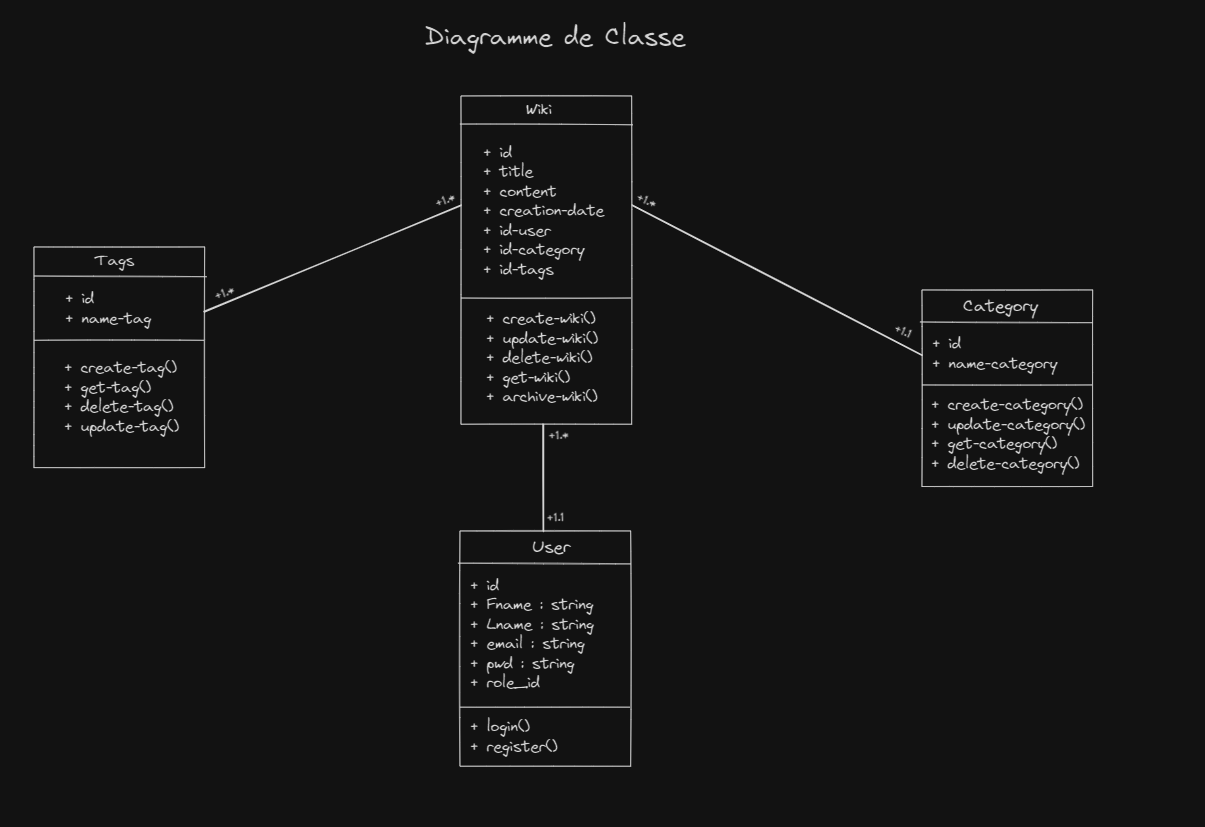 Diagramme de Classe
Wiki
+ id
+ title
+ content
+ creation-date
+ id-user
+ id-category
+ id-tags
+ create-wiki()
+ update-wiki()
+ delete-wiki()
+ get-wiki()
+ archive-wiki()
+1.*
+1.*
+1.*
+1.*
+1.1
+1.1
Tags
+ id
+ name-tag
+ create-tag()
+ get-tag()
+ delete-tag()
+ update-tag()
Category
+ id
+ name-category
+ create-category()
+ update-category()
+ get-category()
+ delete-category()
User
+ id
+ Fname : string
+ Lname : string
+ email : string
+ pwd : string
+ role_id
+ login()
+ register()